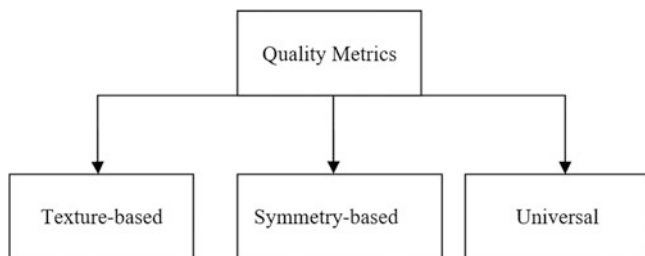 Quality Metrics
Texture-based
Symmetry-based
Universal